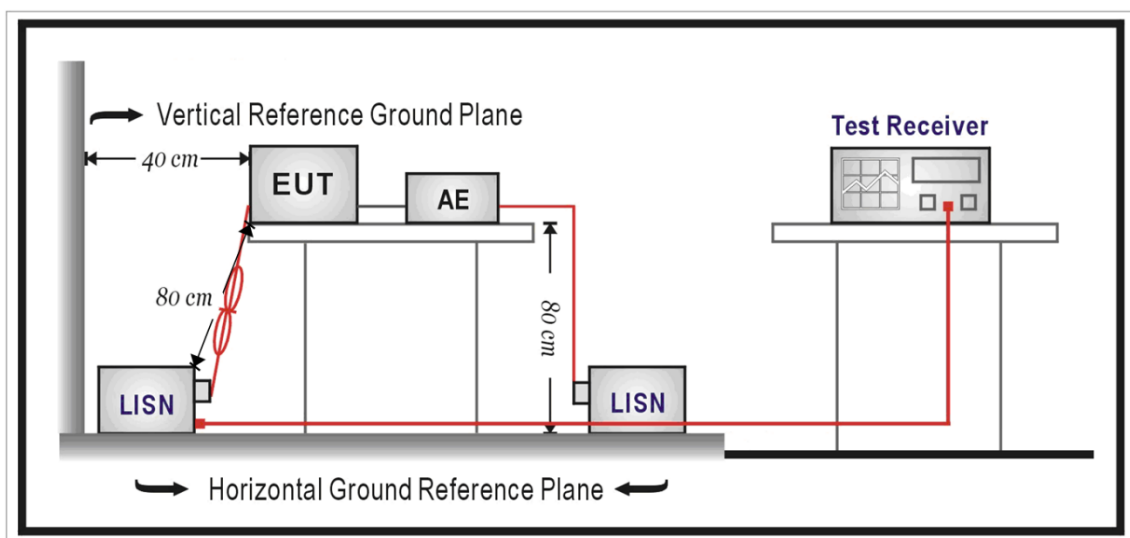 Vertical Reference Ground Plane
Test Receiver
40 cm
EUT
AE
80 cm
80 cm
LISN
LISN
Horizontal Ground Reference Plane